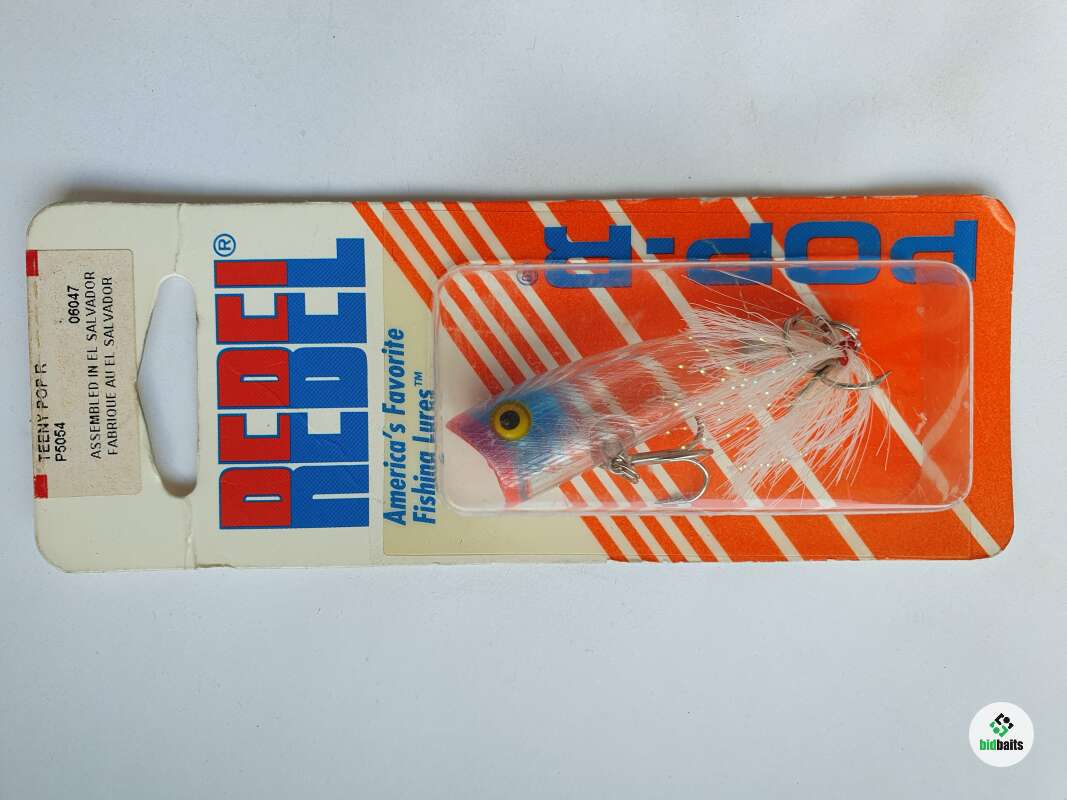 TEENY POP R
P5054 06047
ASSEMBLED IN EL SALVADOR
FABRIQUE AU EL SALVADOR
REBEL®
America's Favorite
Fishing Lures™
POP-R®
bidbaits